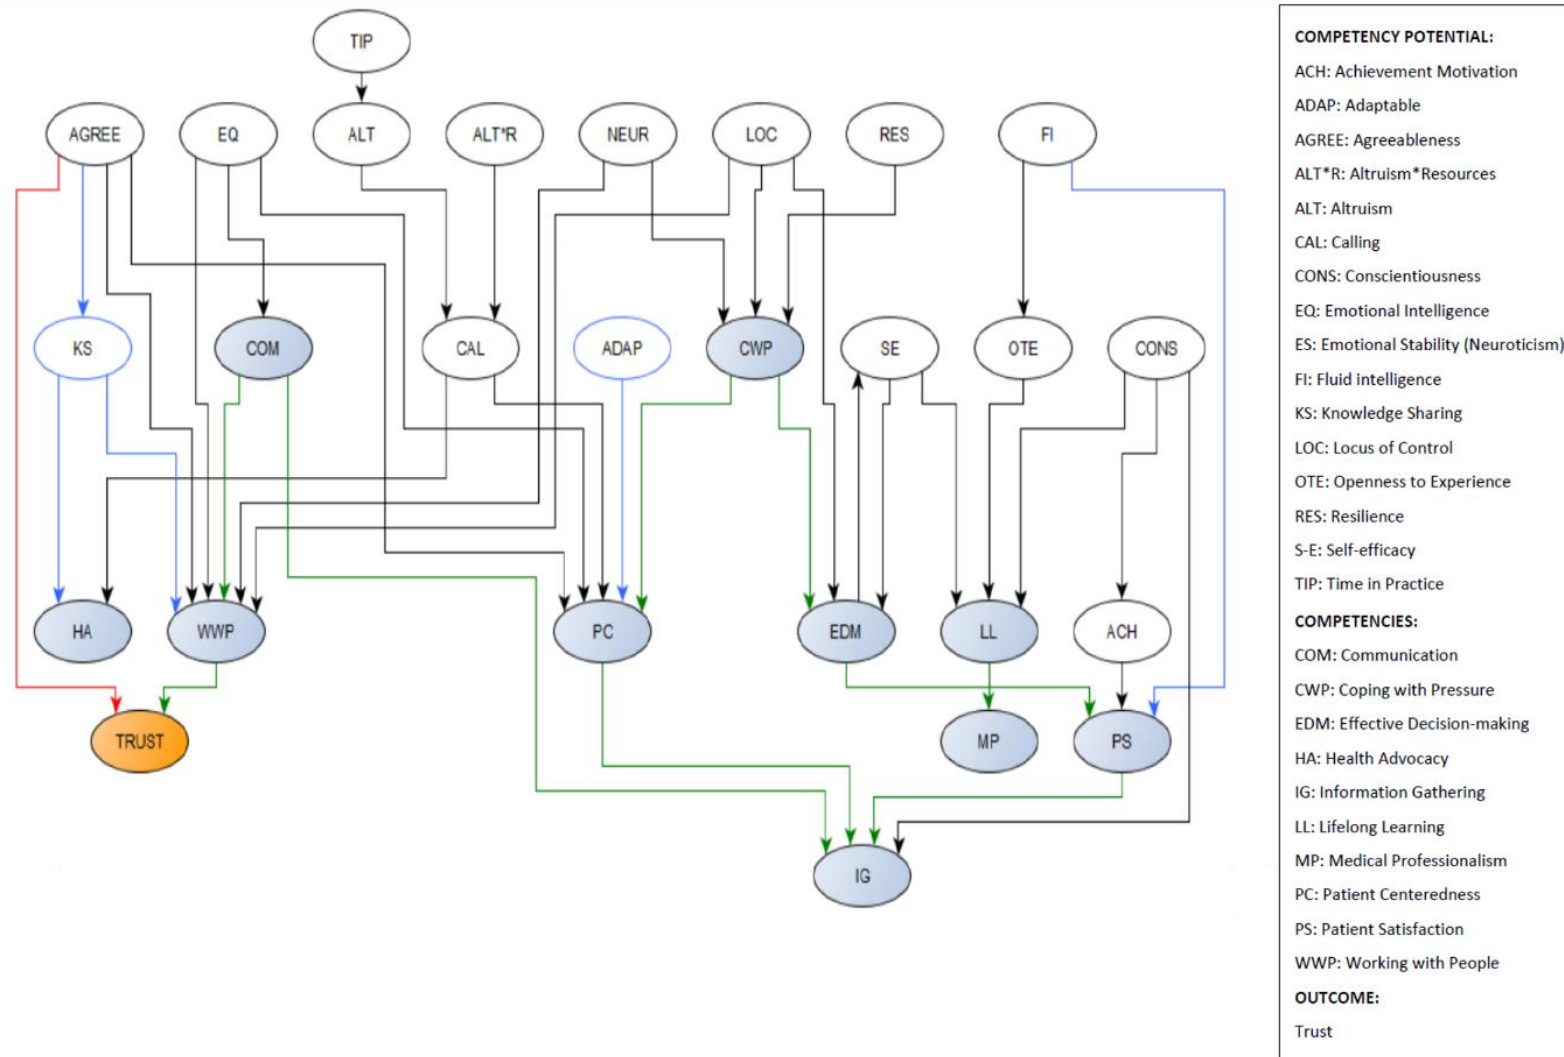 TIP
AGREE
EQ
ALT
ALT*R
NEUR
LOC
RES
FI
KS
COM
CAL
ADAP
CWP
SE
OTE
CONS
HA
WWP
PC
EDM
LL
ACH
TRUST
MP
PS
IG
COMPETENCY POTENTIAL:
ACH: Achievement Motivation
ADAP: Adaptable
AGREE: Agreeableness
ALT*R: Altruism*Resources
ALT: Altruism
CAL: Calling
CONS: Conscientiousness
EQ: Emotional Intelligence
ES: Emotional Stability (Neuroticism)
FI: Fluid intelligence
KS: Knowledge Sharing
LOC: Locus of Control
OTE: Openness to Experience
RES: Resilience
S-E: Self-efficacy
TIP: Time in Practice
COMPETENCIES:
COM: Communication
CWP: Coping with Pressure
EDM: Effective Decision-making
HA: Health Advocacy
IG: Information Gathering
LL: Lifelong Learning
MP: Medical Professionalism
PC: Patient Centeredness
PS: Patient Satisfaction
WWP: Working with People
OUTCOME:
Trust